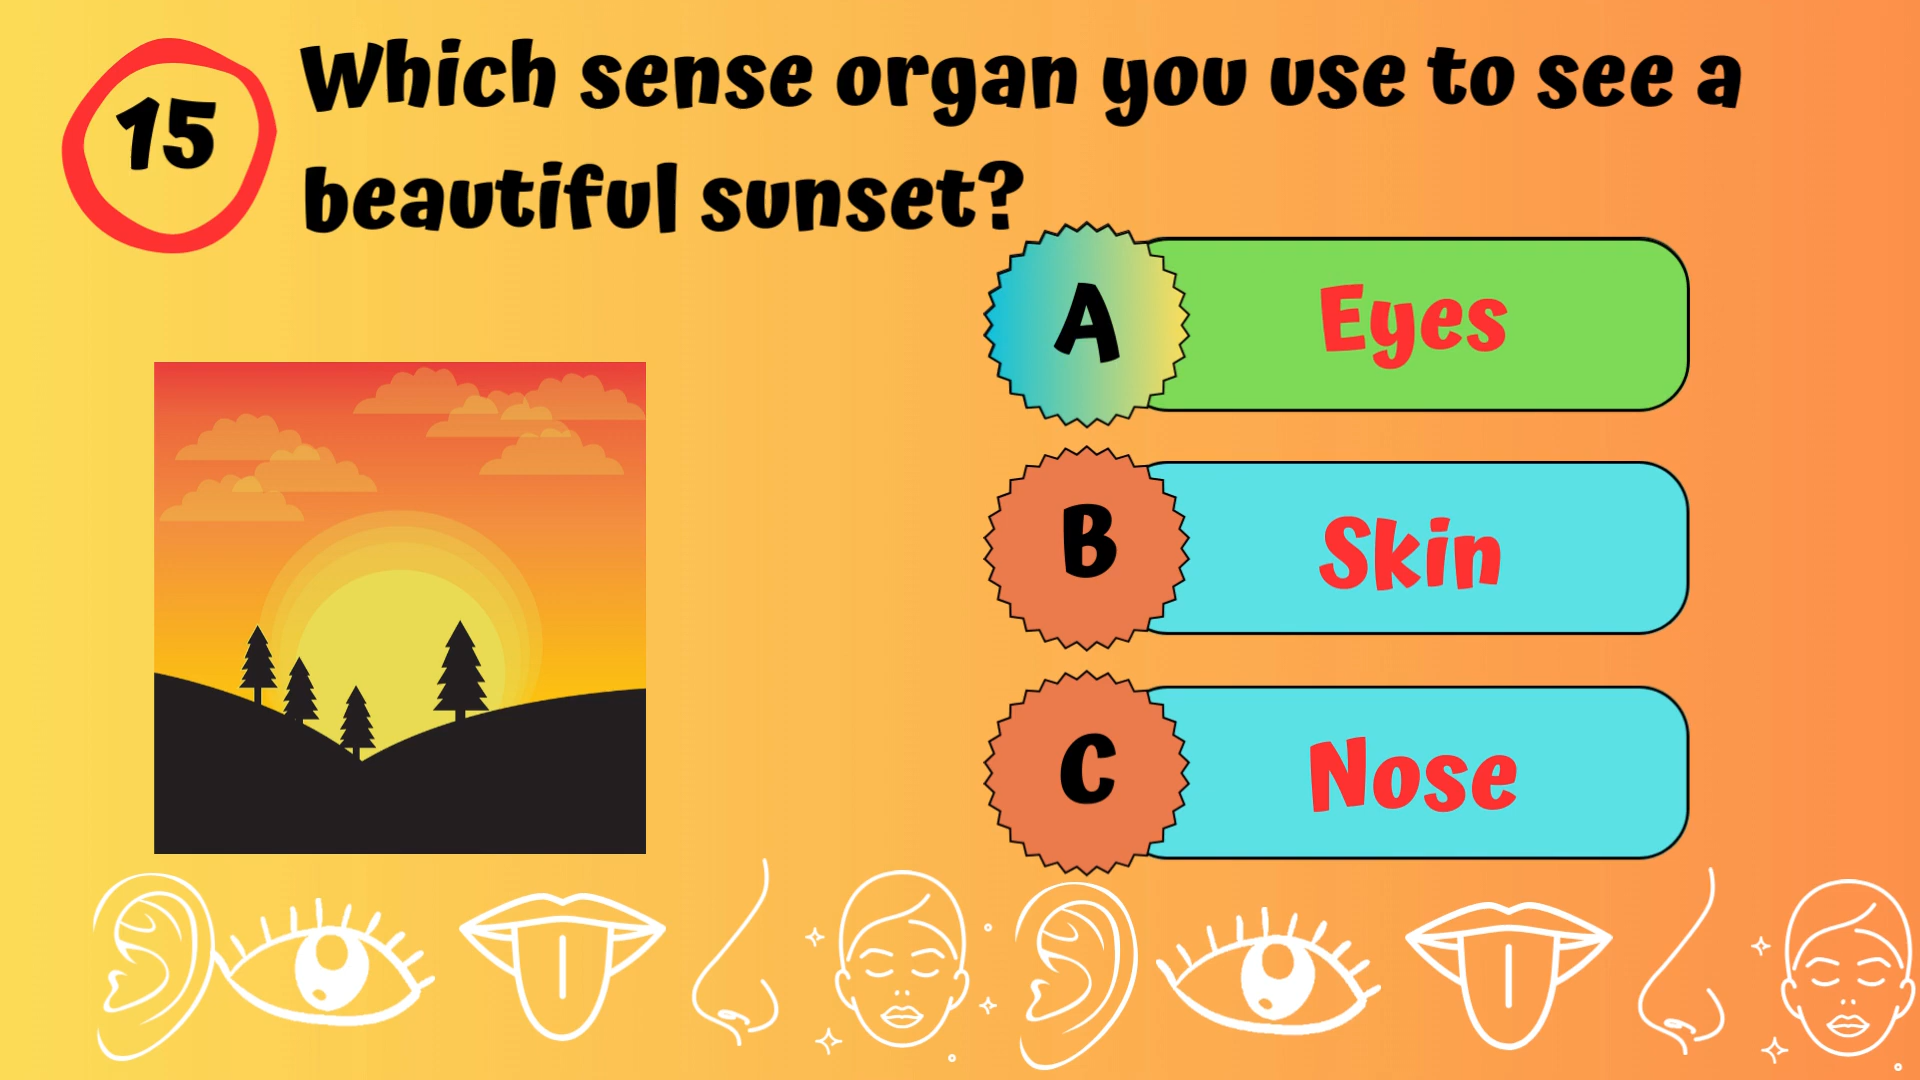 15
Which sense organ you use to see a
beautiful sunset?
A
Eyes
B
Skin
C
Nose